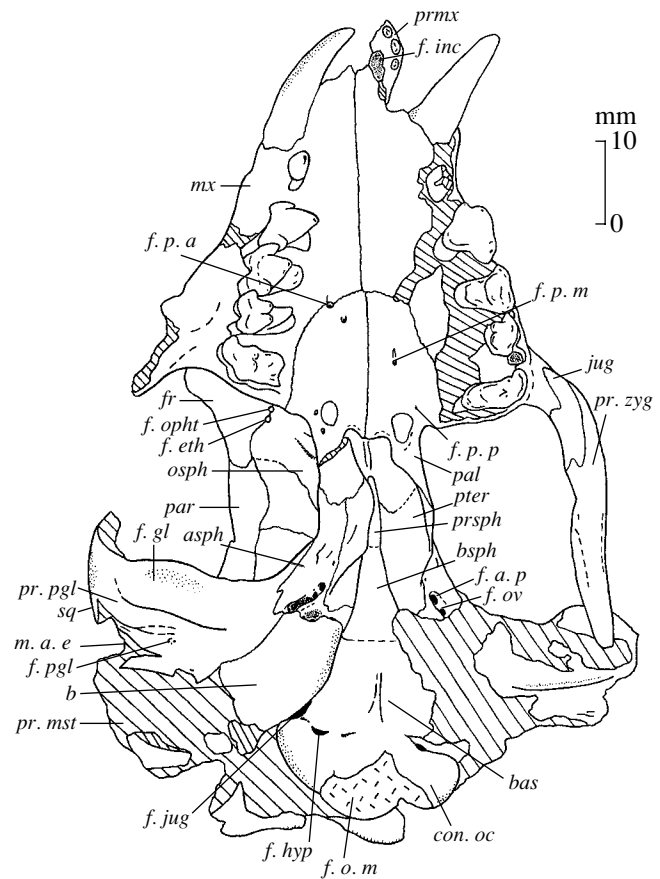 prmx
f. inc
mm
10
0
mx
f. p. a
f. p. m
jug
fr
pr. zyg
f. opht
f. eth
f. p. p
osph
pal
pter
par
prsph
asph
f. gl
bsph
f. a. p
pr. pgl
f. ov
sq
m. a. e
f. pgl
b
pr. mst
bas
f. jug
con. oc
f. hyp
f. o. m